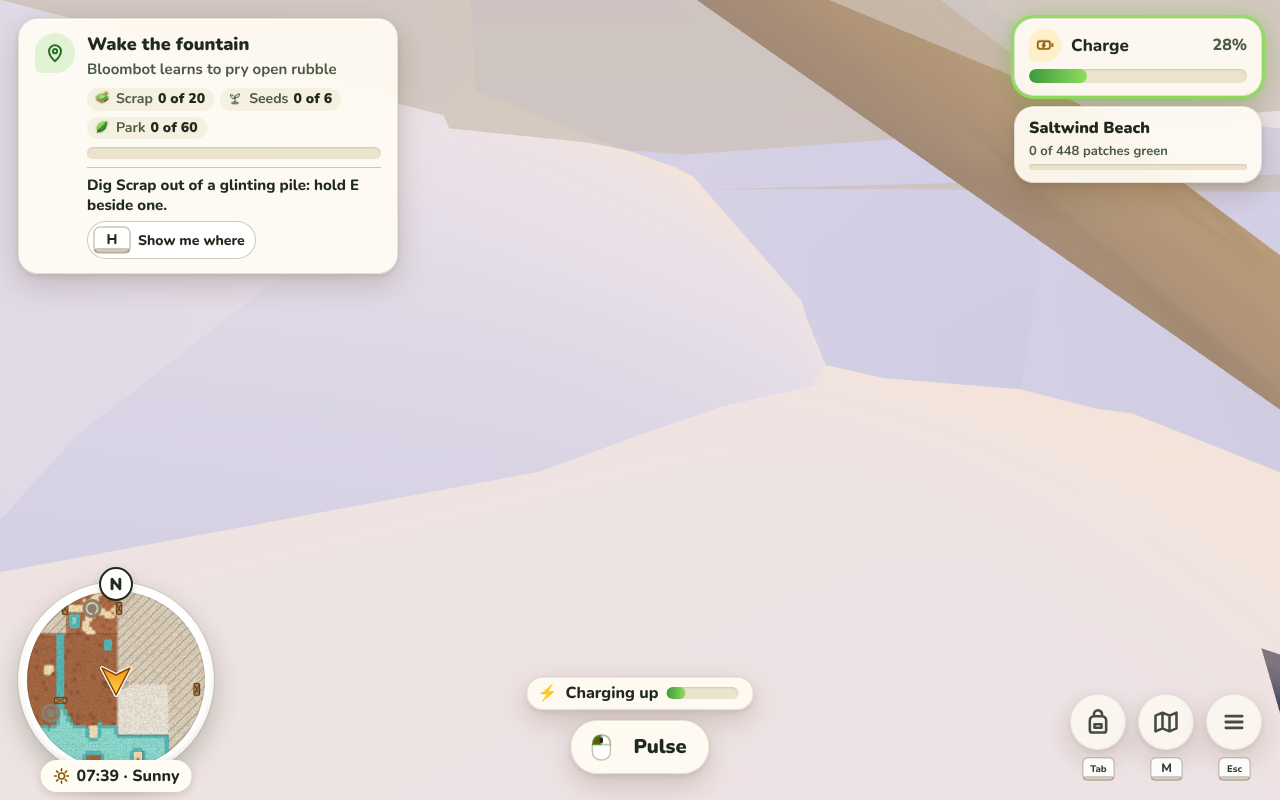 Wake the fountain
Bloombot learns to pry open rubble
Scrap 0 of 20
Seeds 0 of 6
Park 0 of 60
Dig Scrap out of a glinting pile: hold E
beside one.
H Show me where
Charge 28%
Saltwind Beach
0 of 448 patches green
N
07:39 · Sunny
Charging up
Pulse
Tab
M
Esc